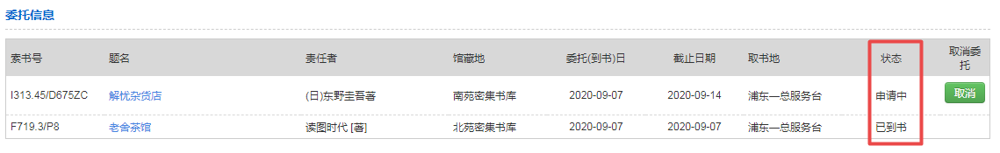 委托信息
索书号 题名 责任者 馆藏地 委托(到书)日 截止日期 取书地 状态 取消委托
I313.45/D675ZC 解忧杂货店 (日)东野圭吾著 南苑密集书库 2020-09-07 2020-09-14 浦东—总服务台 申请中 取消
F719.3/P8 老舍茶馆 读图时代 [著] 北苑密集书库 2020-09-07 2020-09-07 浦东—总服务台 已到书